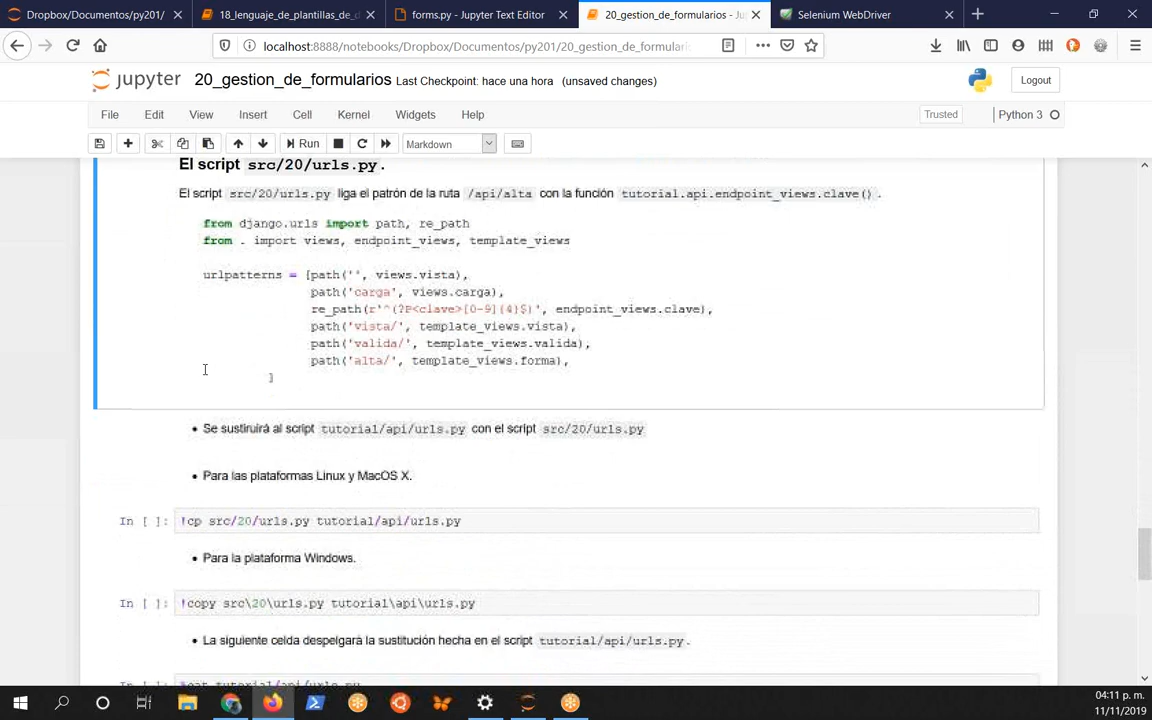 Dropbox/Documentos/py201/
18_lenguaje_de_plantillas_de_d
forms.py - Jupyter Text Editor
20_gestion_de_formularios - Ju
Selenium WebDriver
localhost:8888/notebooks/Dropbox/Documentos/py201/20_gestion_de_formulari
jupyter 20_gestion_de_formularios Last Checkpoint: hace una hora (unsaved changes)
Logout
File Edit View Insert Cell Kernel Widgets Help
Trusted
Python 3
Run
Markdown
El script src/20/urls.py.
El script src/20/urls.py liga el patrón de la ruta /api/alta con la función tutorial.api.endpoint_views.clave().
from django.urls import path, re_path
from . import views, endpoint_views, template_views
urlpatterns = [path('', views.vista),
path('carga', views.carga),
re_path(r'^(?P<clave>[0-9]{4}$)', endpoint_views.clave),
path('vista/', template_views.vista),
path('valida/', template_views.valida),
path('alta/', template_views.forma),
]
• Se sustiruirá al script tutorial/api/urls.py con el script src/20/urls.py
• Para las plataformas Linux y MacOS X.
In [ ]: !cp src/20/urls.py tutorial/api/urls.py
• Para la plataforma Windows.
In [ ]: !copy src\20\urls.py tutorial\api\urls.py
• La siguiente celda despelgará la sustitución hecha en el script tutorial/api/urls.py.
%cat tutorial/api/urls.py
04:11 p. m.
11/11/2019